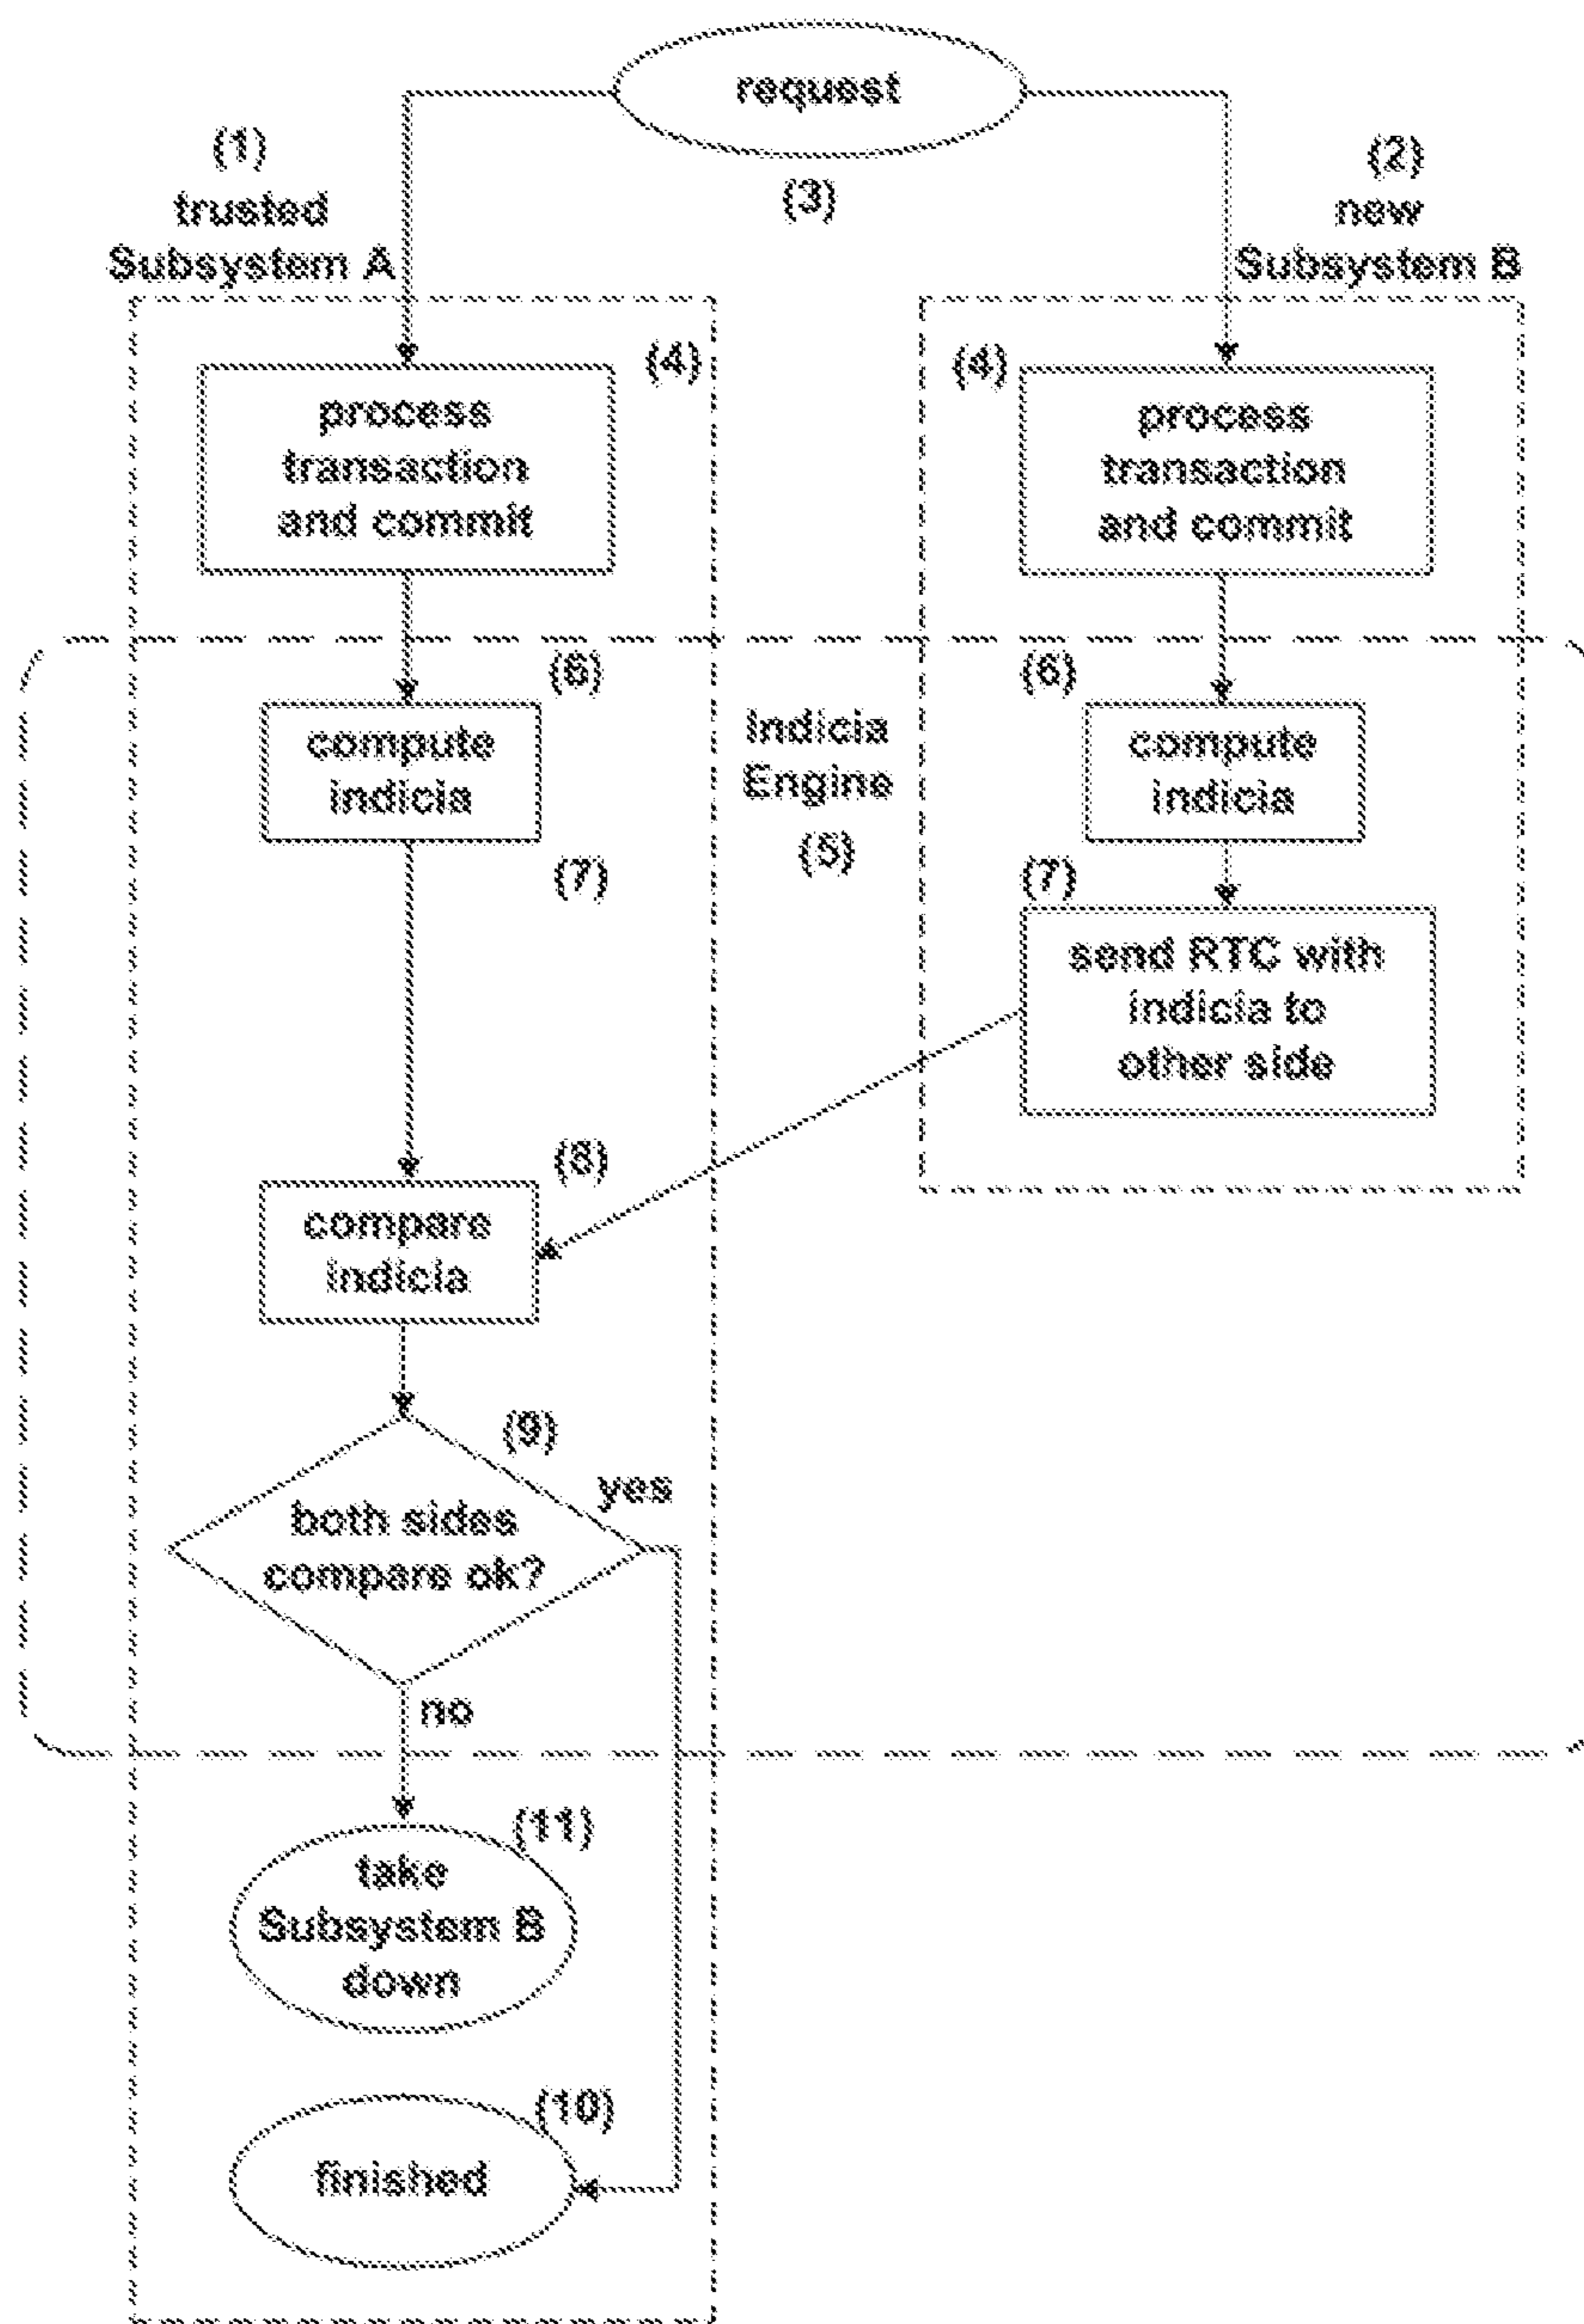 request
(3)
(1)
trusted
Subsystem A
(2)
new
Subsystem B
(4)
process
transaction
and commit
(4)
process
transaction
and commit
(6)
compute
indicia
Indicia
Engine
(5)
(6)
compute
indicia
(7)
(7)
send RTC with
indicia to
other side
(8)
compare
indicia
(9)
both sides
compare ok?
yes
no
(11)
take
Subsystem B
down
(10)
finished